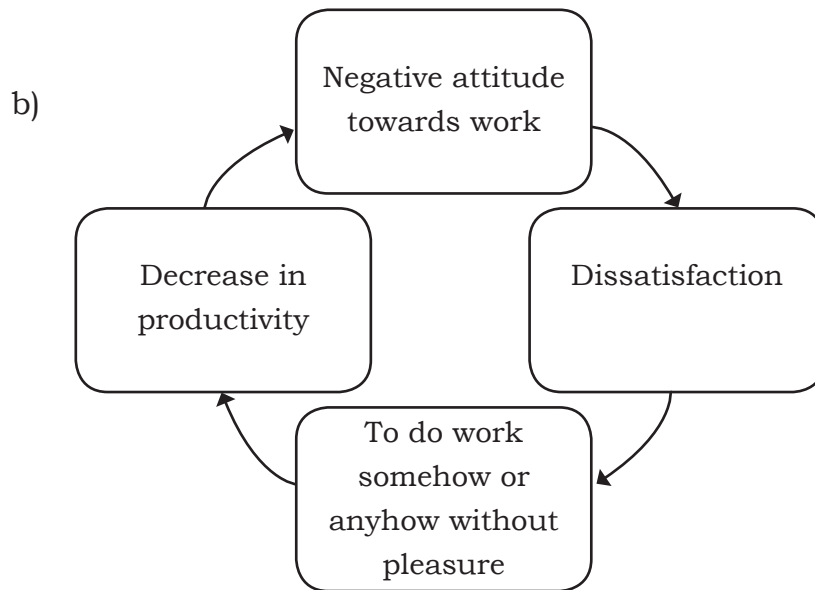 b)
Negative attitude
towards work
Dissatisfaction
To do work
somehow or
anyhow without
pleasure
Decrease in
productivity